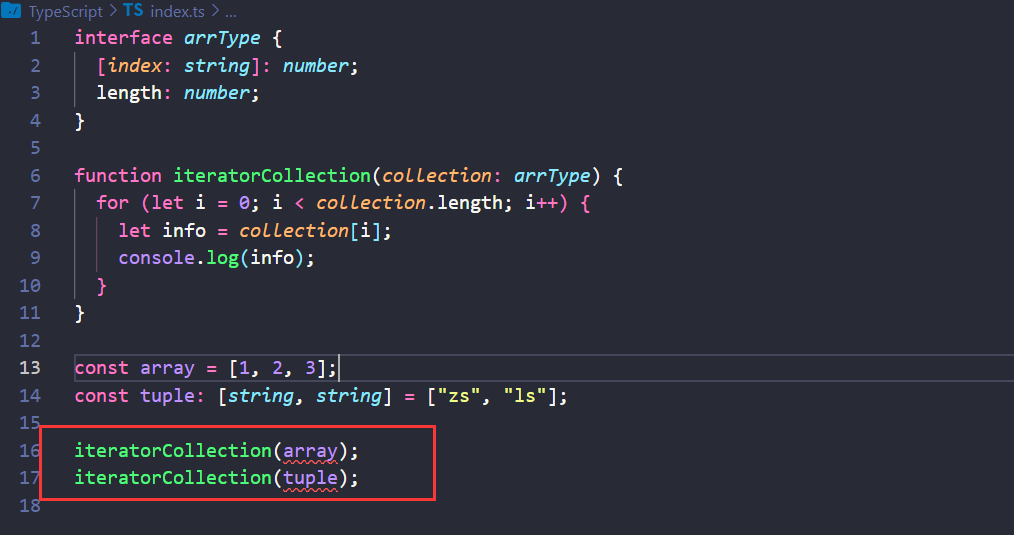 TypeScript > TS index.ts > ...
1 interface arrType {
2   [index: string]: number;
3   length: number;
4 }
5
6 function iteratorCollection(collection: arrType) {
7   for (let i = 0; i < collection.length; i++) {
8     let info = collection[i];
9     console.log(info);
10   }
11 }
12
13 const array = [1, 2, 3];
14 const tuple: [string, string] = ["zs", "ls"];
15
16 iteratorCollection(array);
17 iteratorCollection(tuple);
18